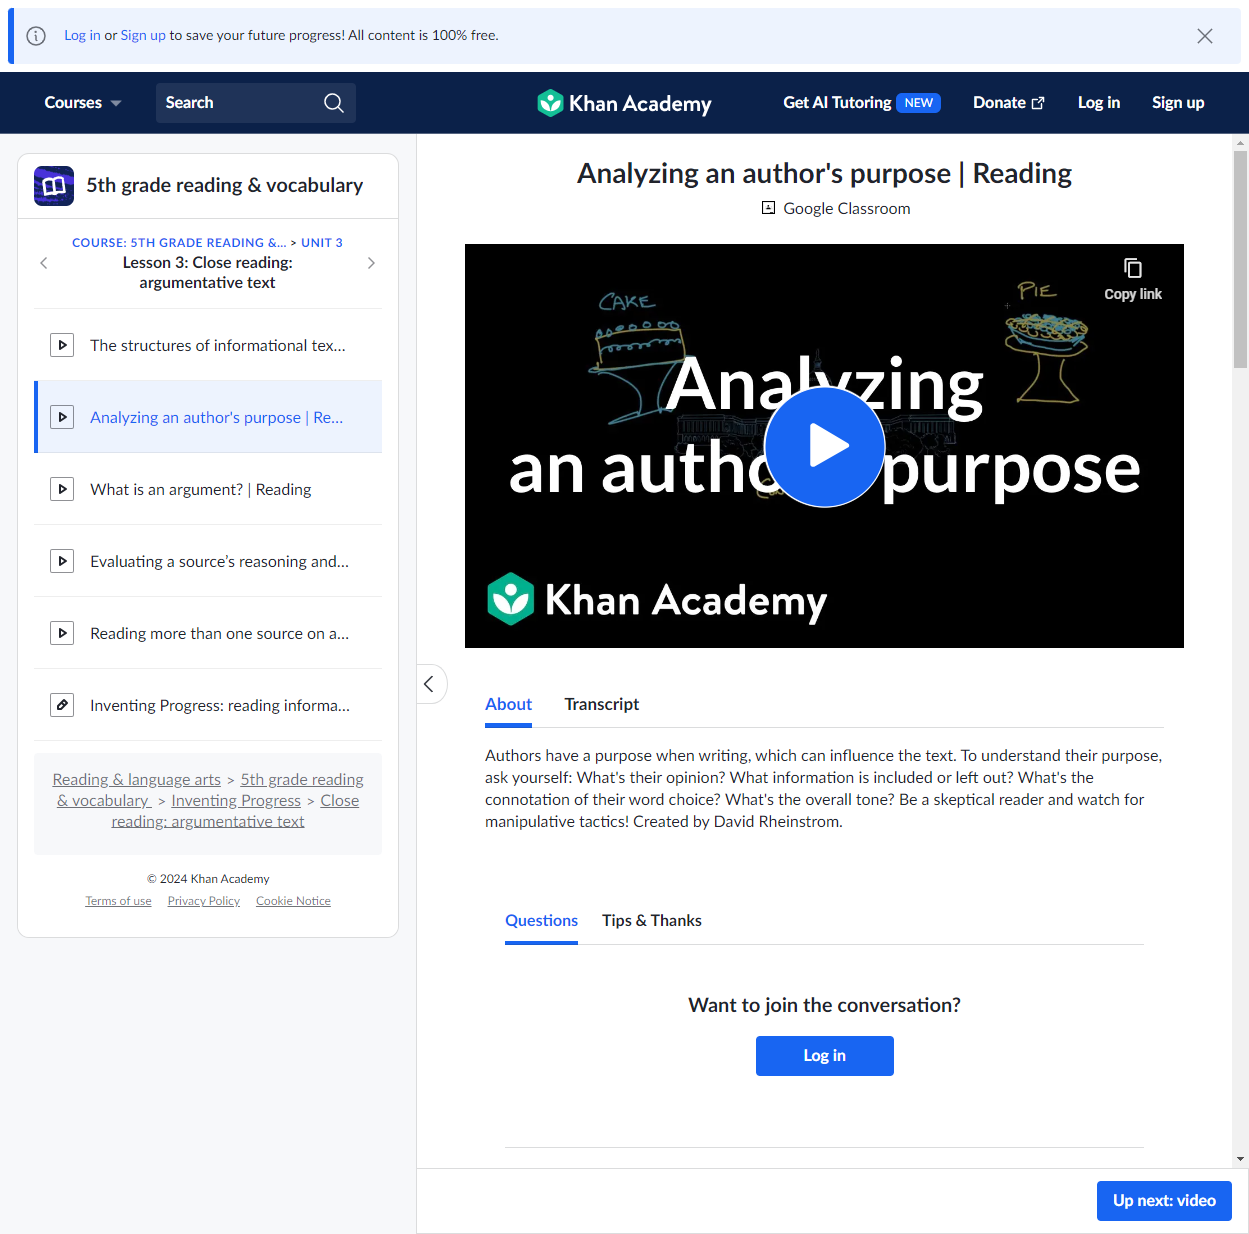 Log in or Sign up to save your future progress! All content is 100% free.
Courses
Search
Khan Academy
Get AI Tutoring NEW
Donate
Log in
Sign up
5th grade reading & vocabulary
COURSE: 5TH GRADE READING &... > UNIT 3
Lesson 3: Close reading:
argumentative text
The structures of informational tex...
Analyzing an author's purpose | Re...
What is an argument? | Reading
Evaluating a source’s reasoning and...
Reading more than one source on a...
Inventing Progress: reading informa...
Reading & language arts > 5th grade reading
& vocabulary > Inventing Progress > Close
reading: argumentative text
© 2024 Khan Academy
Terms of use Privacy Policy Cookie Notice
Analyzing an author's purpose | Reading
Google Classroom
Copy link
CAKE
PIE
Analyzing
an autho purpose
Khan Academy
About
Transcript
Authors have a purpose when writing, which can influence the text. To understand their purpose,
ask yourself: What's their opinion? What information is included or left out? What's the
connotation of their word choice? What's the overall tone? Be a skeptical reader and watch for
manipulative tactics! Created by David Rheinstrom.
Questions
Tips & Thanks
Want to join the conversation?
Log in
Up next: video